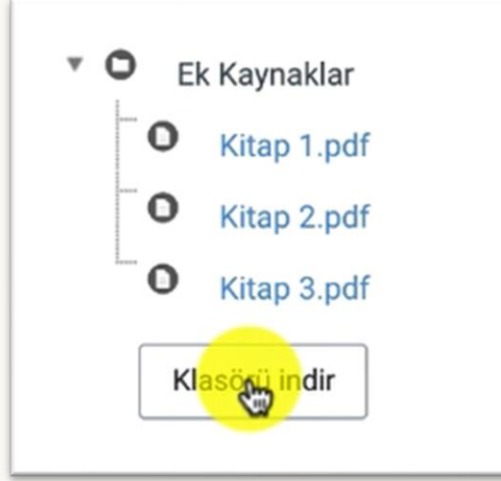 Ek Kaynaklar
Kitap 1.pdf
Kitap 2.pdf
Kitap 3.pdf
Klasörü indir